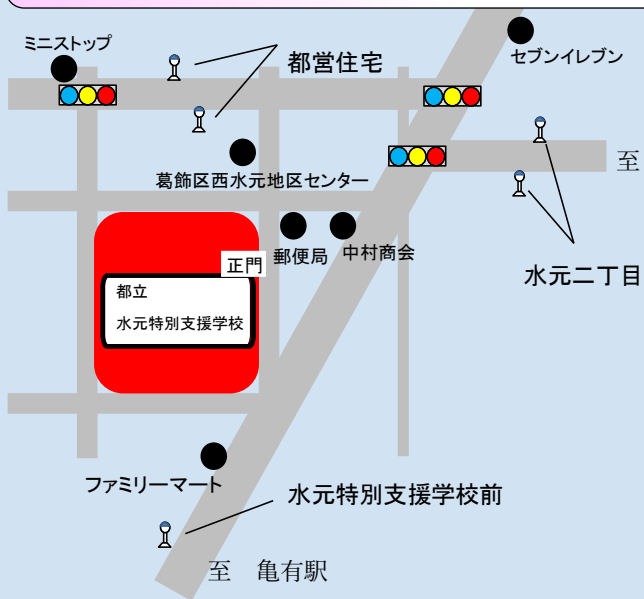 ミニストップ
都営住宅
セブンイレブン
至
葛飾区西水元地区センター
正門
郵便局
中村商会
水元二丁目
都立
水元特別支援学校
ファミリーマート
水元特別支援学校前
至　亀有駅